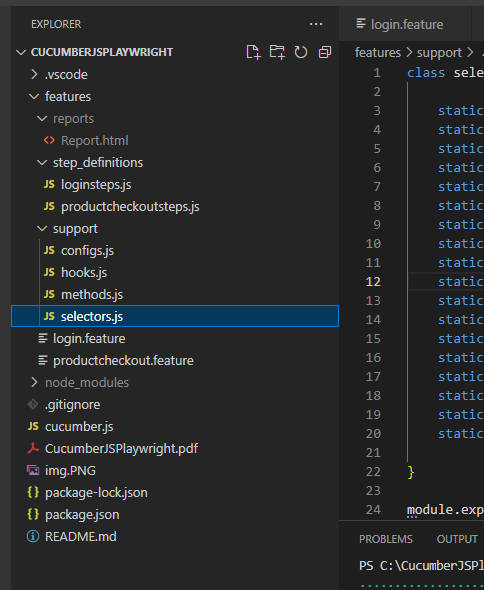 EXPLORER
CUCUMBERJSPLAYWRIGHT
.vscode
features
reports
Report.html
step_definitions
JS loginsteps.js
JS productcheckoutsteps.js
support
JS configs.js
JS hooks.js
JS methods.js
JS selectors.js
login.feature
productcheckout.feature
node_modules
.gitignore
JS cucumber.js
CucumberJSPlaywright.pdf
img.PNG
{ } package-lock.json
{ } package.json
README.md
login.feature
features > support >
1 class sele
2
3 static
4 static
5 static
6 static
7 static
8 static
9 static
10 static
11 static
12 static
13 static
14 static
15 static
16 static
17 static
18 static
19 static
20 static
21
22 }
23
24 module.exp
PROBLEMS OUTPUT
PS C:\CucumberJSPl